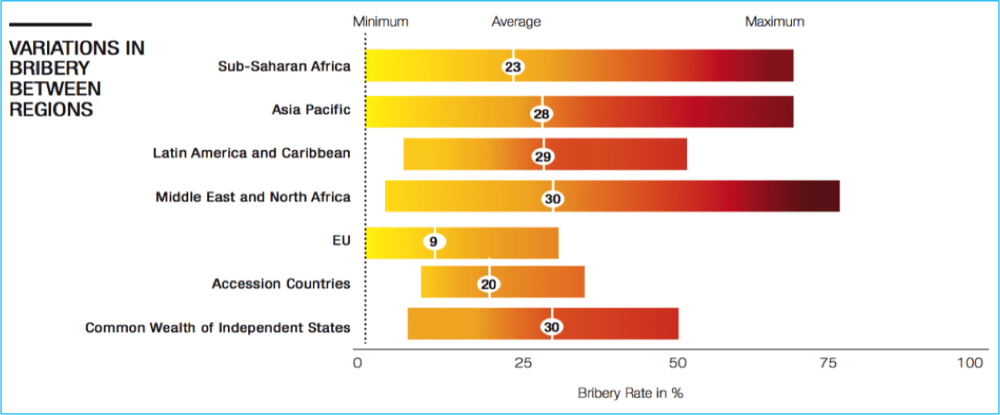 VARIATIONS IN
BRIBERY
BETWEEN
REGIONS
Minimum Average Maximum
Sub-Saharan Africa 23
Asia Pacific 28
Latin America and Caribbean 29
Middle East and North Africa 30
EU 9
Accession Countries 20
Common Wealth of Independent States 30
0 25 50 75 100
Bribery Rate in %